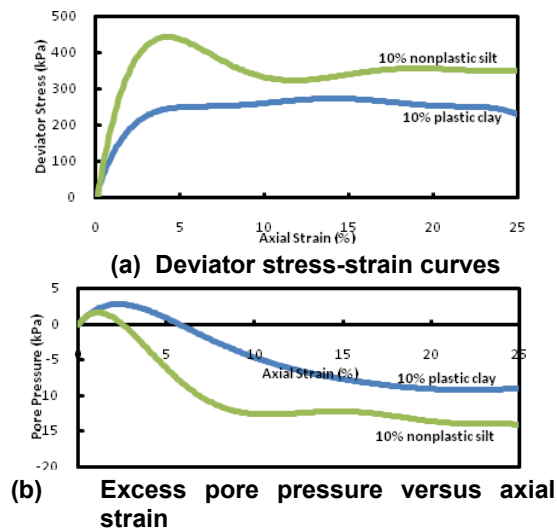 500
400
300
200
100
0
Deviator Stress (kPa)
10% nonplastic silt
10% plastic clay
0 5 10 15 20 25
Axial Strain (%)
(a) Deviator stress-strain curves
5
0
-5
-10
-15
-20
Pore Pressure (kPa)
0 5 10 15 20 25
Axial Strain (%)
10% plastic clay
10% nonplastic silt
(b) Excess pore pressure versus axial
strain